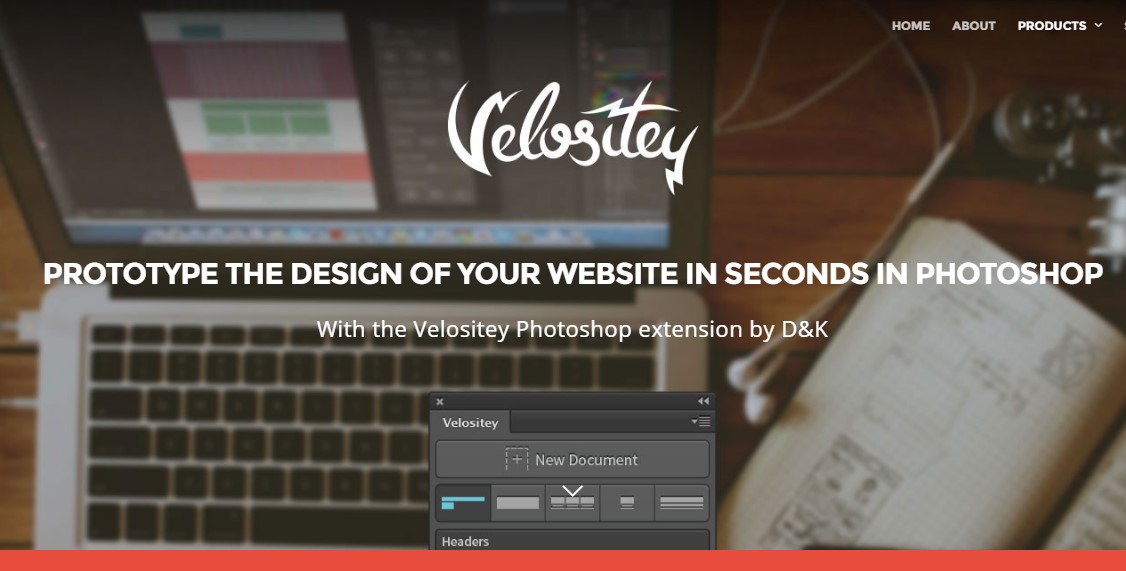 HOME ABOUT PRODUCTS
Velositey
PROTOTYPE THE DESIGN OF YOUR WEBSITE IN SECONDS IN PHOTOSHOP
With the Velositey Photoshop extension by D&K
Velositey
New Document
Headers